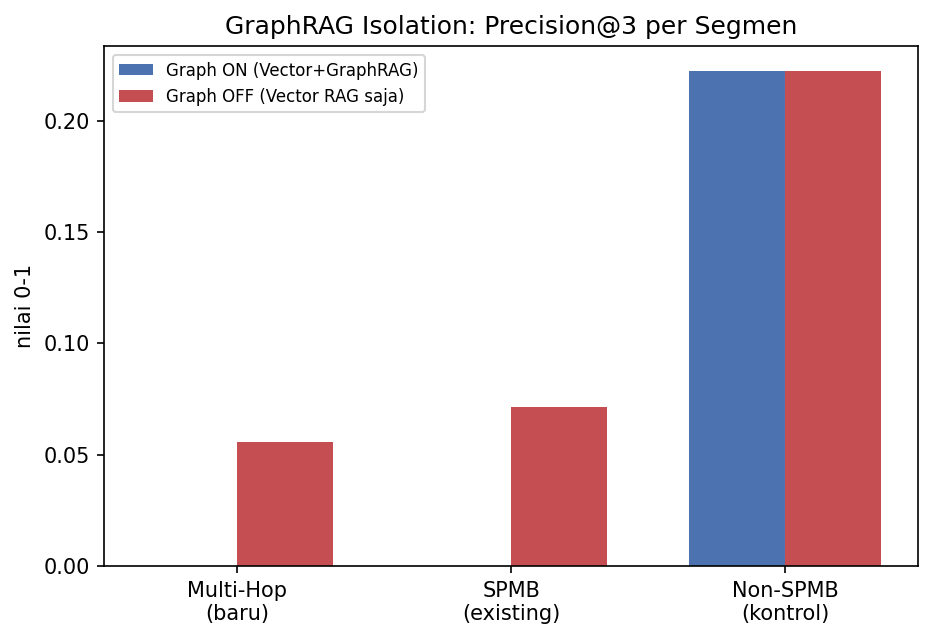 GraphRAG Isolation: Precision@3 per Segmen
Graph ON (Vector+GraphRAG)
Graph OFF (Vector RAG saja)
nilai 0-1
0.20
0.15
0.10
0.05
0.00
Multi-Hop
(baru)
SPMB
(existing)
Non-SPMB
(kontrol)